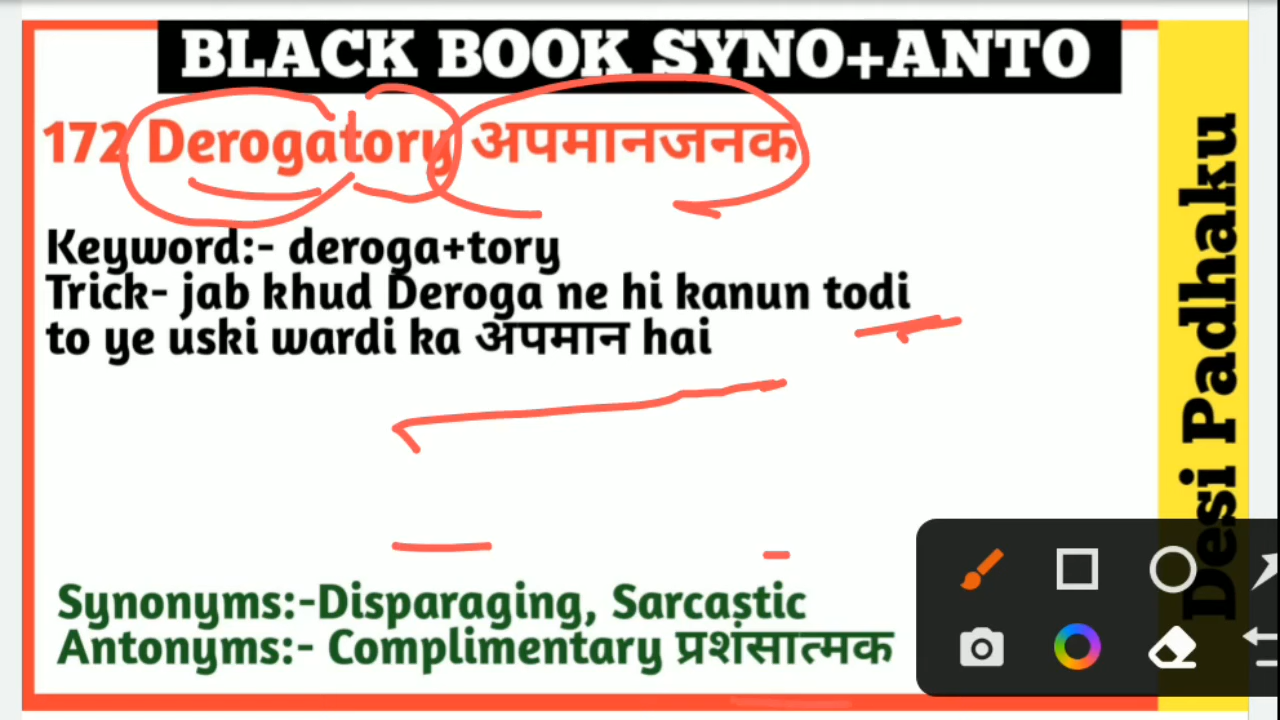 BLACK BOOK SYNO+ANTO
172 Derogatory अपमानजनक
Keyword:- deroga+tory
Trick- jab khud Deroga ne hi kanun todi
to ye uski wardi ka अपमान hai
Synonyms:-Disparaging, Sarcastic
Antonyms:- Complimentary प्रशंसात्मक
Desi Padhaku